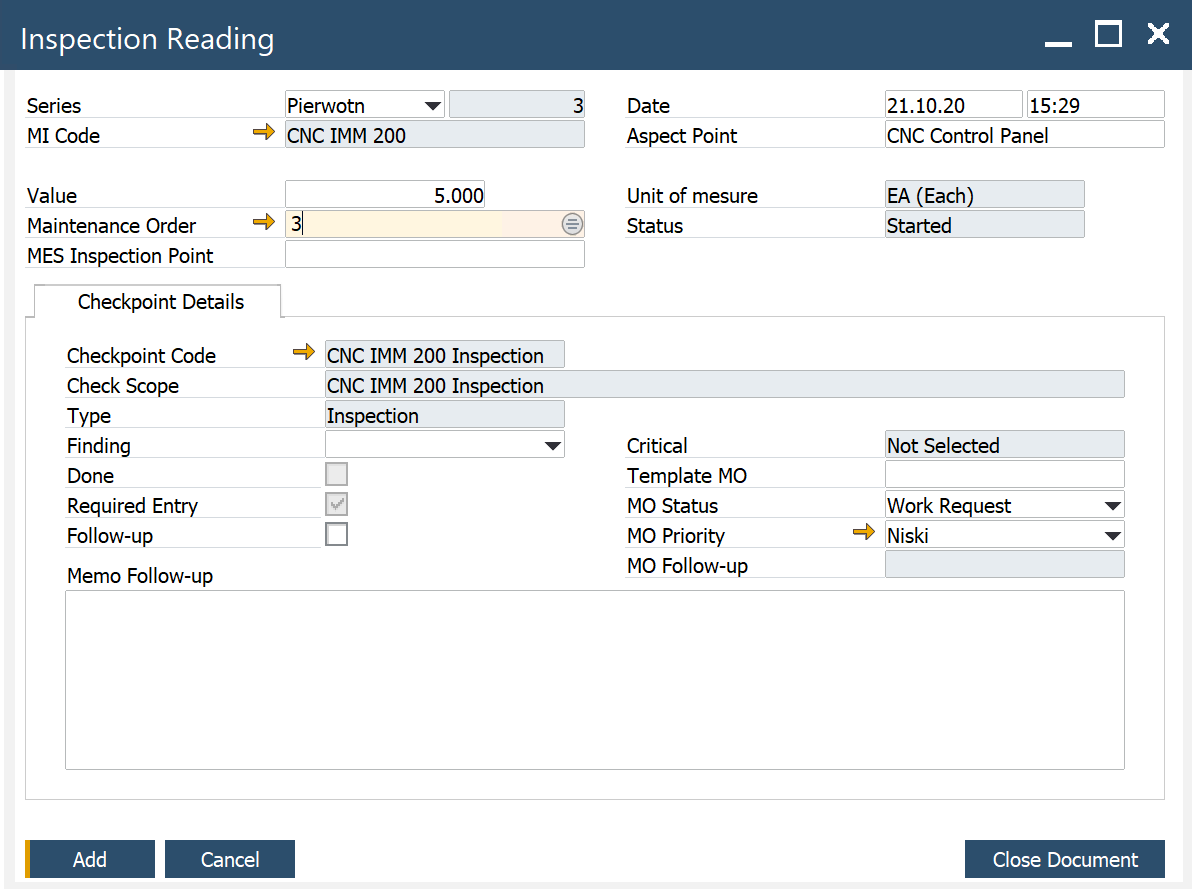 Inspection Reading
Series Pierwotn 3 Date 21.10.20 15:29
MI Code CNC IMM 200 Aspect Point CNC Control Panel
Value 5.000 Unit of mesure EA (Each)
Maintenance Order 3 Status Started
MES Inspection Point
Checkpoint Details
Checkpoint Code CNC IMM 200 Inspection
Check Scope CNC IMM 200 Inspection
Type Inspection
Finding Critical Not Selected
Done Template MO
Required Entry MO Status Work Request
Follow-up MO Priority Niski
MO Follow-up
Memo Follow-up
Add Cancel Close Document